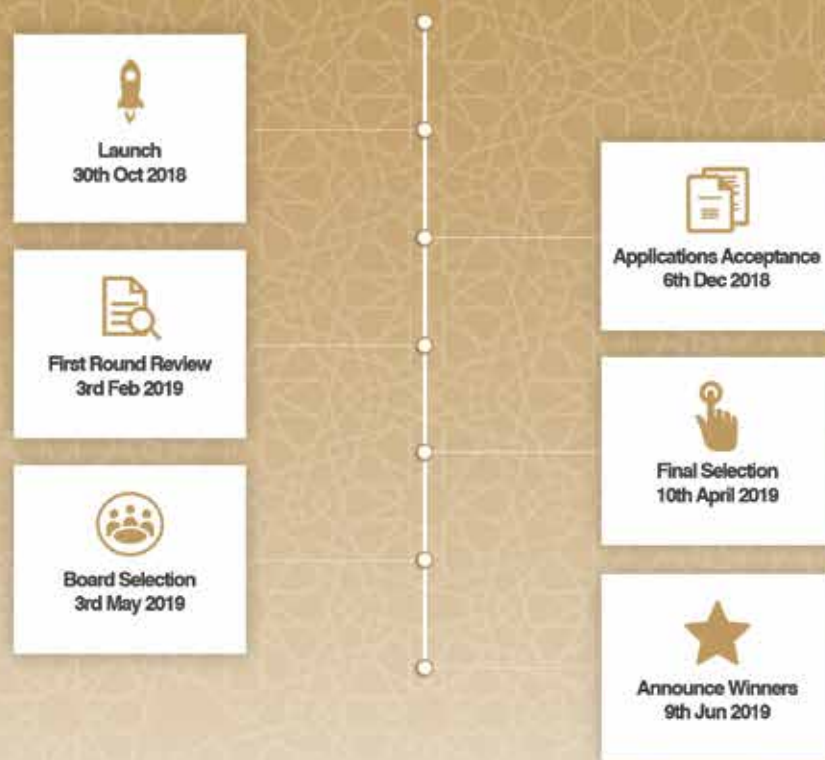 Launch
30th Oct 2018
Applications Acceptance
6th Dec 2018
First Round Review
3rd Feb 2019
Final Selection
10th April 2019
Board Selection
3rd May 2019
Announce Winners
9th Jun 2019